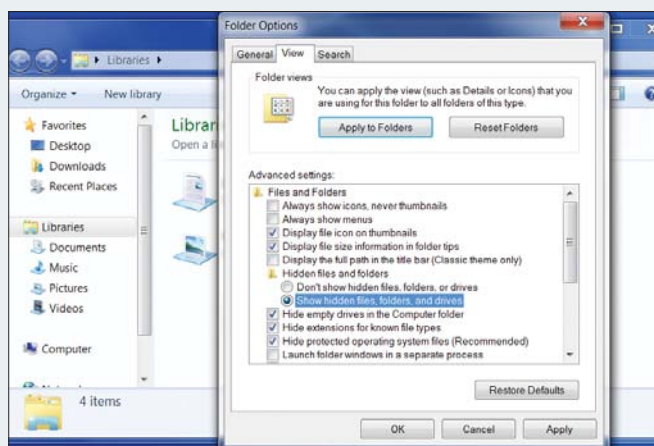 Folder Options
Libraries
General View Search
Organize New library
Folder views
You can apply the view (such as Details or Icons) that you
are using for this folder to all folders of this type.
Apply to Folders Reset Folders
Favorites
Desktop
Downloads
Recent Places
Libraries
Documents
Music
Pictures
Videos
Computer
4 items
Open a
Advanced settings:
Files and Folders
Always show icons, never thumbnails
Always show menus
Display file icon on thumbnails
Display file size information in folder tips
Display the full path in the title bar (Classic theme only)
Hidden files and folders
Don't show hidden files, folders, or drives
Show hidden files, folders, and drives
Hide empty drives in the Computer folder
Hide extensions for known file types
Hide protected operating system files (Recommended)
Launch folder windows in a separate process
Restore Defaults
OK Cancel Apply